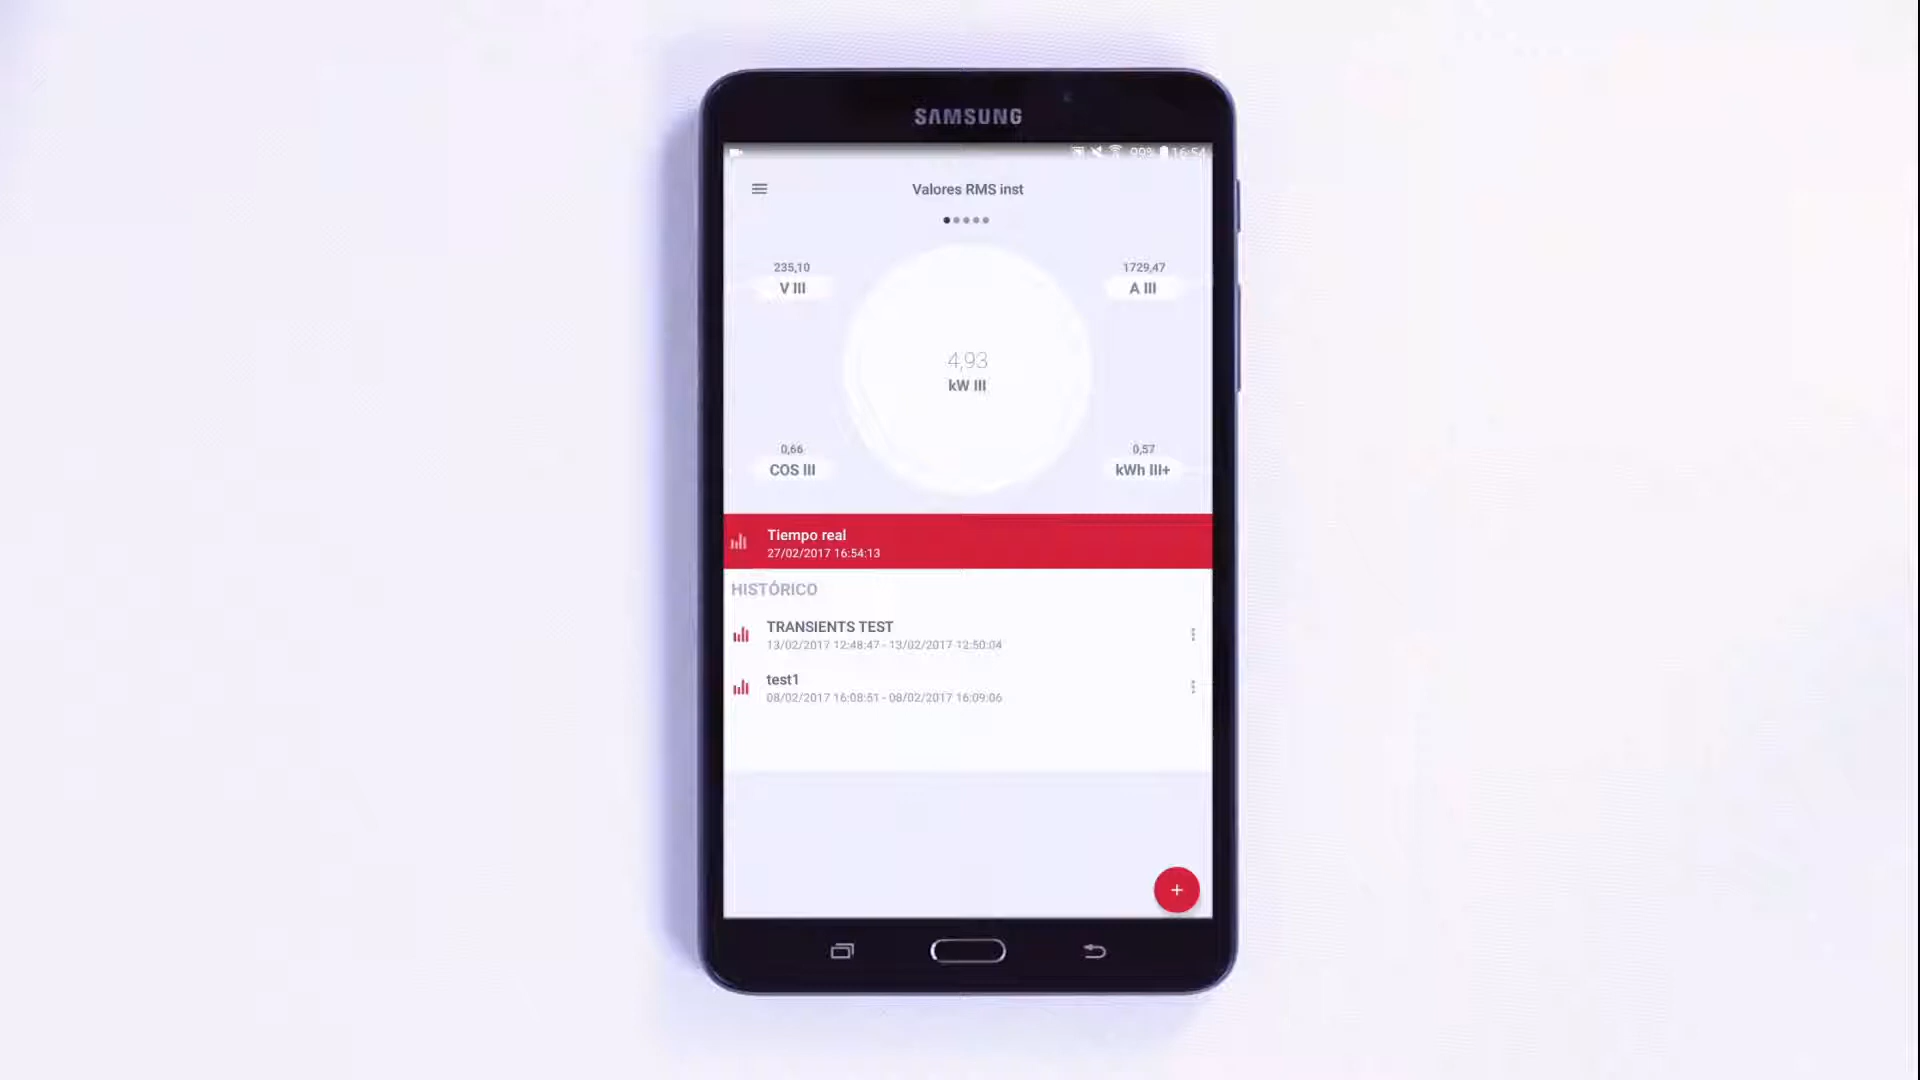 SAMSUNG
99% 16:54
Valores RMS inst
235,10
V III
1729,47
A III
4,93
kW III
0,66
COS III
0,57
kWh III+
Tiempo real
27/02/2017 16:54:13
HISTÓRICO
TRANSIENTS TEST
13/02/2017 12:48:47 - 13/02/2017 12:50:04
test1
08/02/2017 16:08:51 - 08/02/2017 16:09:06
+